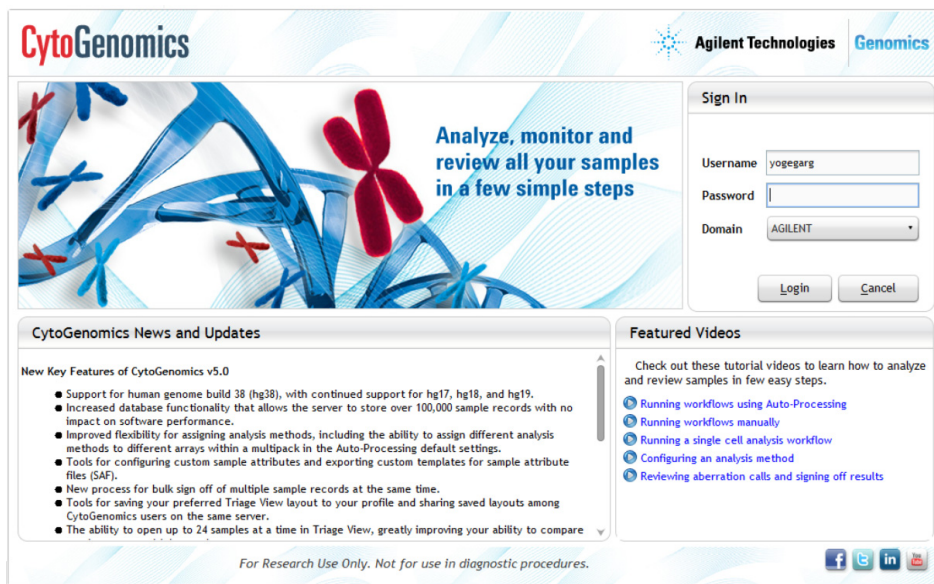 CytoGenomics
Agilent Technologies
Genomics
Analyze, monitor and
review all your samples
in a few simple steps
Sign In
Username yogegarg
Password
Domain AGILENT
Login Cancel
CytoGenomics News and Updates
New Key Features of CytoGenomics v5.0
Support for human genome build 38 (hg38), with continued support for hg17, hg18, and hg19.
Increased database functionality that allows the server to store over 100,000 sample records with no
impact on software performance.
Improved flexibility for assigning analysis methods, including the ability to assign different analysis
methods to different arrays within a multipack in the Auto-Processing default settings.
Tools for configuring custom sample attributes and exporting custom templates for sample attribute
files (SAF).
New process for bulk sign off of multiple sample records at the same time.
Tools for saving your preferred Triage View layout to your profile and sharing saved layouts among
CytoGenomics users on the same server.
The ability to open up to 24 samples at a time in Triage View, greatly improving your ability to compare
Featured Videos
Check out these tutorial videos to learn how to analyze
and review samples in few easy steps.
Running workflows using Auto-Processing
Running workflows manually
Running a single cell analysis workflow
Configuring an analysis method
Reviewing aberration calls and signing off results
For Research Use Only. Not for use in diagnostic procedures.